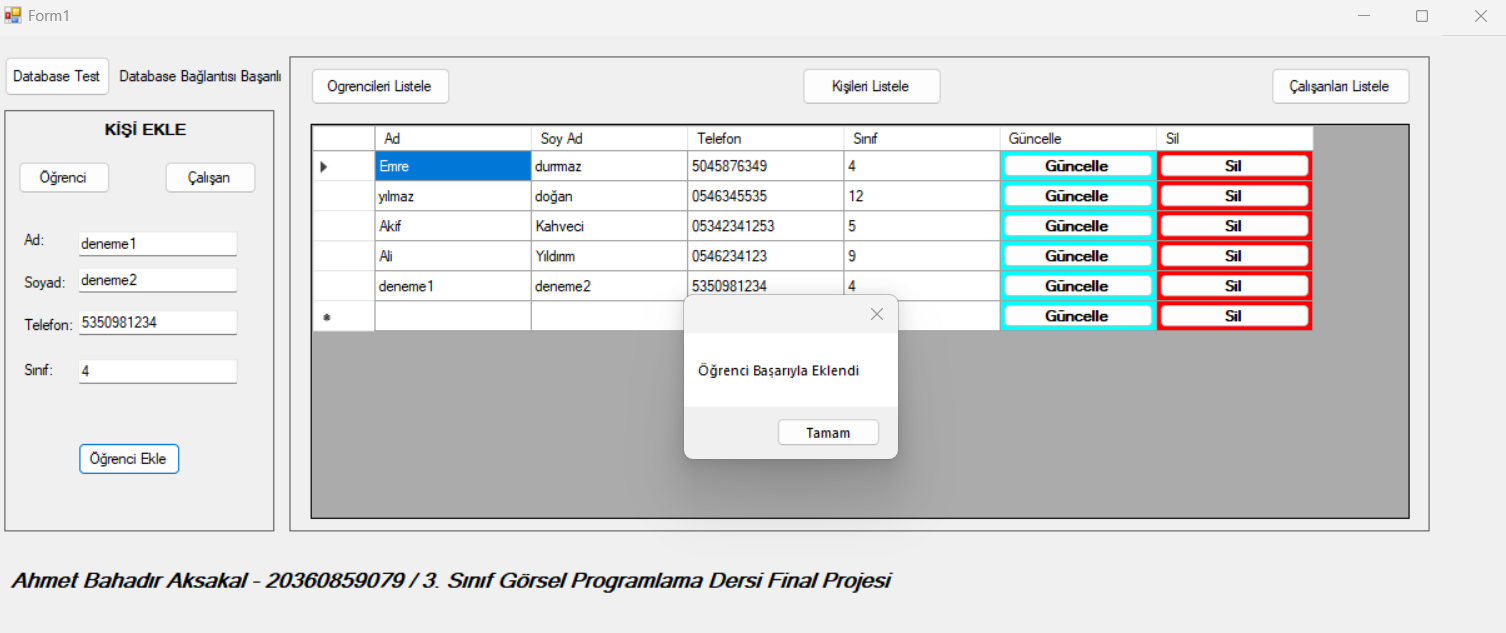 Form1
Database Test Database Bağlantısı Başarılı
KİŞİ EKLE
Öğrenci Çalışan
Ad: deneme1
Soyad: deneme2
Telefon: 5350981234
Sınıf: 4
Öğrenci Ekle
Ogrencileri Listele Kişileri Listele Çalışanları Listele
Ad Soy Ad Telefon Sınıf Güncelle Sil
Emre durmaz 5045876349 4 Güncelle Sil
yılmaz doğan 0546345535 12 Güncelle Sil
Akif Kahveci 05342341253 5 Güncelle Sil
Ali Yıldırım 0546234123 9 Güncelle Sil
deneme1 deneme2 5350981234 4 Güncelle Sil
Güncelle Sil
Öğrenci Başarıyla Eklendi
Tamam
Ahmet Bahadır Aksakal - 20360859079 / 3. Sınıf Görsel Programlama Dersi Final Projesi